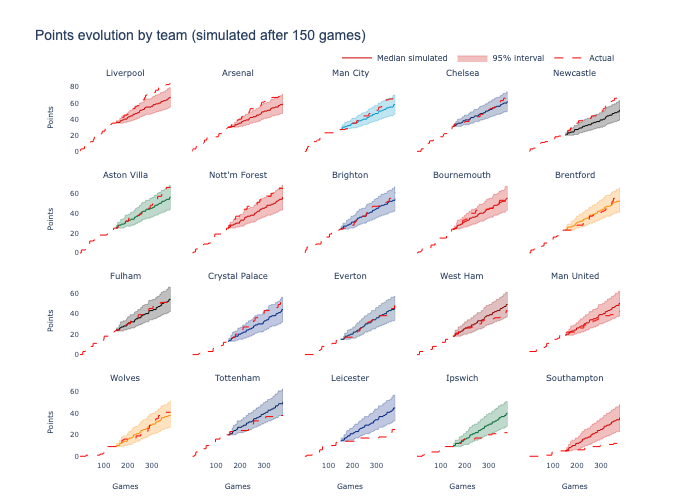 Points evolution by team (simulated after 150 games)
Median simulated 95% interval Actual
Liverpool Arsenal Man City Chelsea Newcastle
80
60
40
20
0
Points
Aston Villa Nott'm Forest Brighton Bournemouth Brentford
60
40
20
0
Points
Fulham Crystal Palace Everton West Ham Man United
60
40
20
0
Points
Wolves Tottenham Leicester Ipswich Southampton
60
40
20
0
Points
100 200 300 100 200 300 100 200 300 100 200 300 100 200 300
Games Games Games Games Games